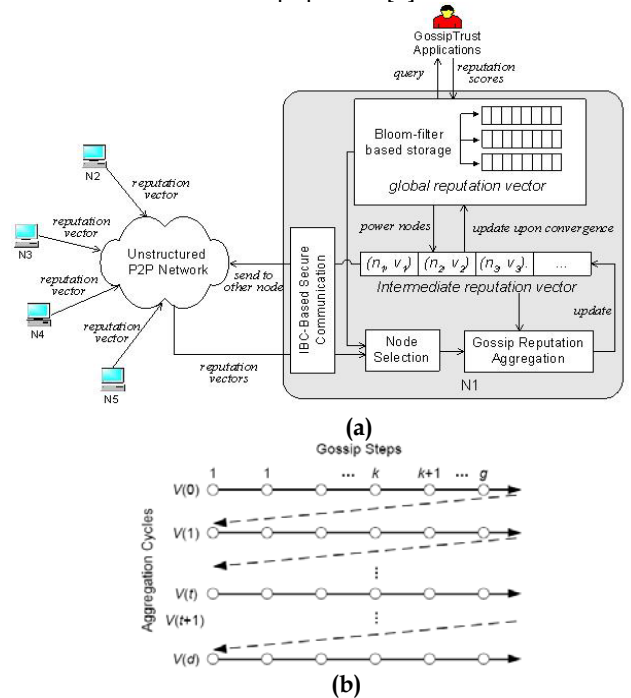 GossipTrust
Applications
query
reputation
scores
Bloom-filter
based storage
global reputation vector
N2
reputation
vector
N3
reputation
vector
Unstructured
P2P Network
N4
reputation
vector
reputation
vector
N5
send to
other node
reputation
vectors
IBC-Based Secure
Communication
power nodes
update upon convergence
(n1, v1) (n2, v2) (n3, v3). ...
Intermediate reputation vector
update
Node
Selection
Gossip Reputation
Aggregation
N1
(a)
Gossip Steps
1 1 ... k k+1 ... g
Aggregation Cycles
V(0)
V(1)
⋮
V(t)
V(t+1) ⋮
V(d)
(b)